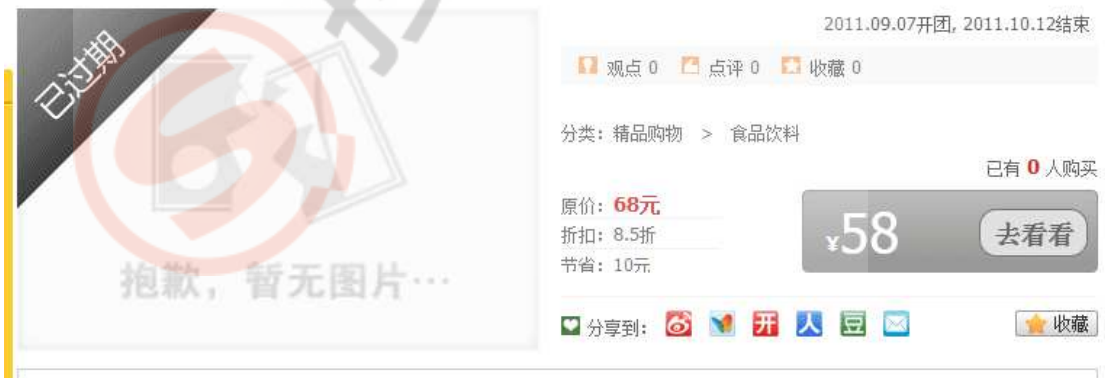 已过期
抱歉，暂无图片…
2011.09.07开团, 2011.10.12结束
观点 0 点评 0 收藏 0
分类：精品购物 > 食品饮料
已有 0 人购买
原价：68元
折扣：8.5折
节省：10元
¥58 去看看
分享到： 开 人 豆
收藏